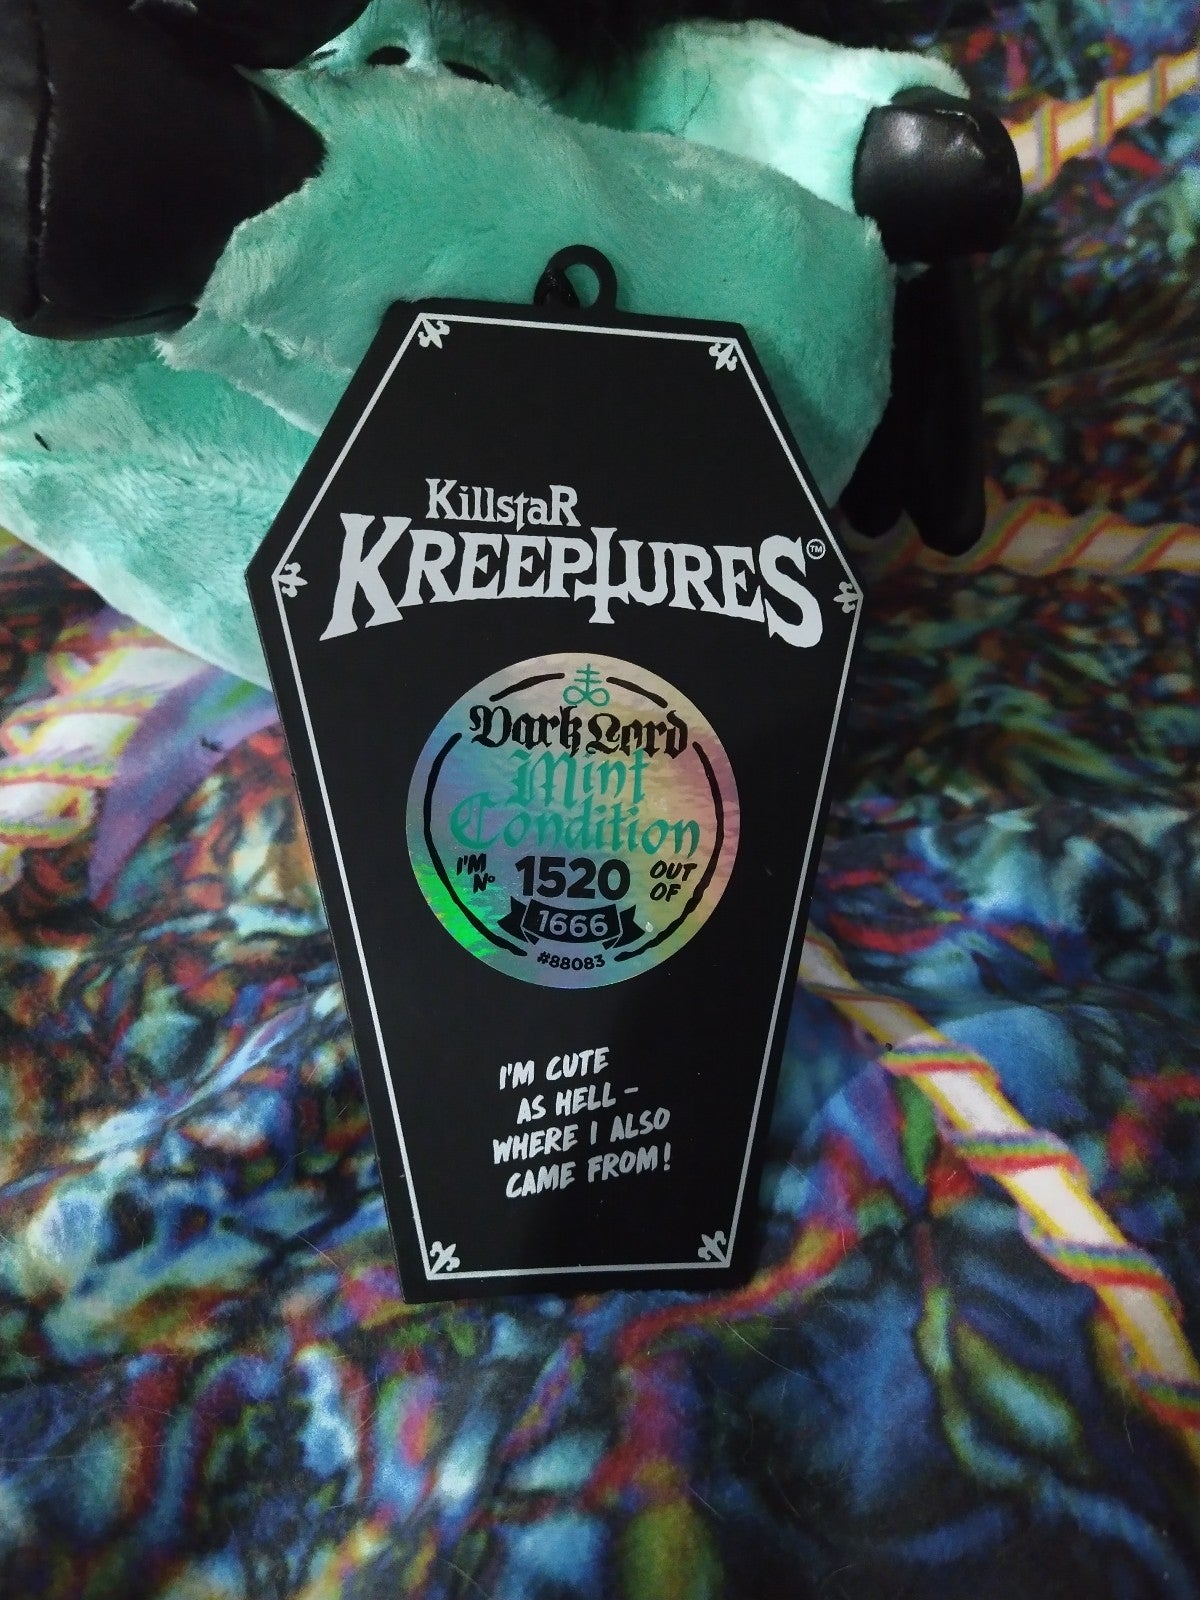 KillstaR
KREEPTURES™
Dark Lord
Mint
Condition
I'M Nº 1520 OUT OF
1666
#88083
I'M CUTE
AS HELL –
WHERE I ALSO
CAME FROM!